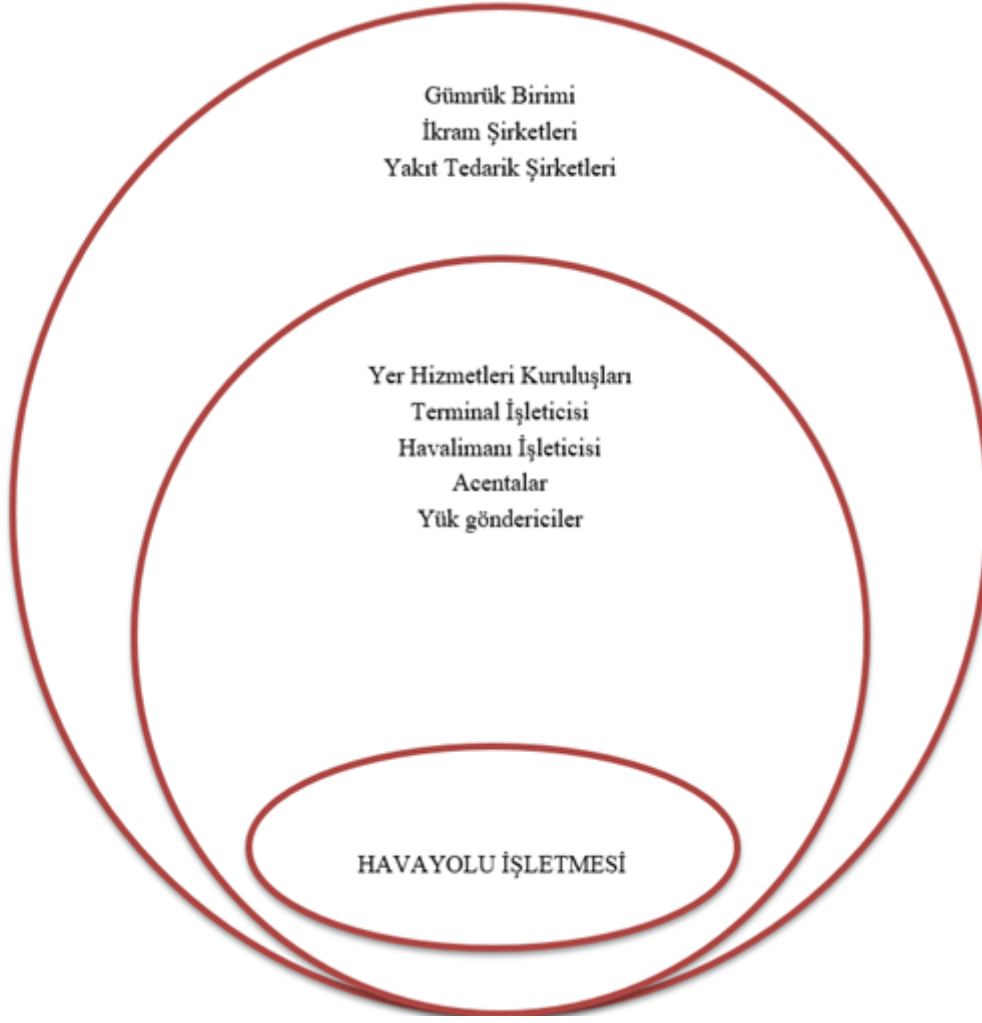 Gümrük Birimi
İkram Şirketleri
Yakıt Tedarik Şirketleri
Yer Hizmetleri Kuruluşları
Terminal İşleticisi
Havalimanı İşleticisi
Acentalar
Yük göndericiler
HAVAYOLU İŞLETMESİ